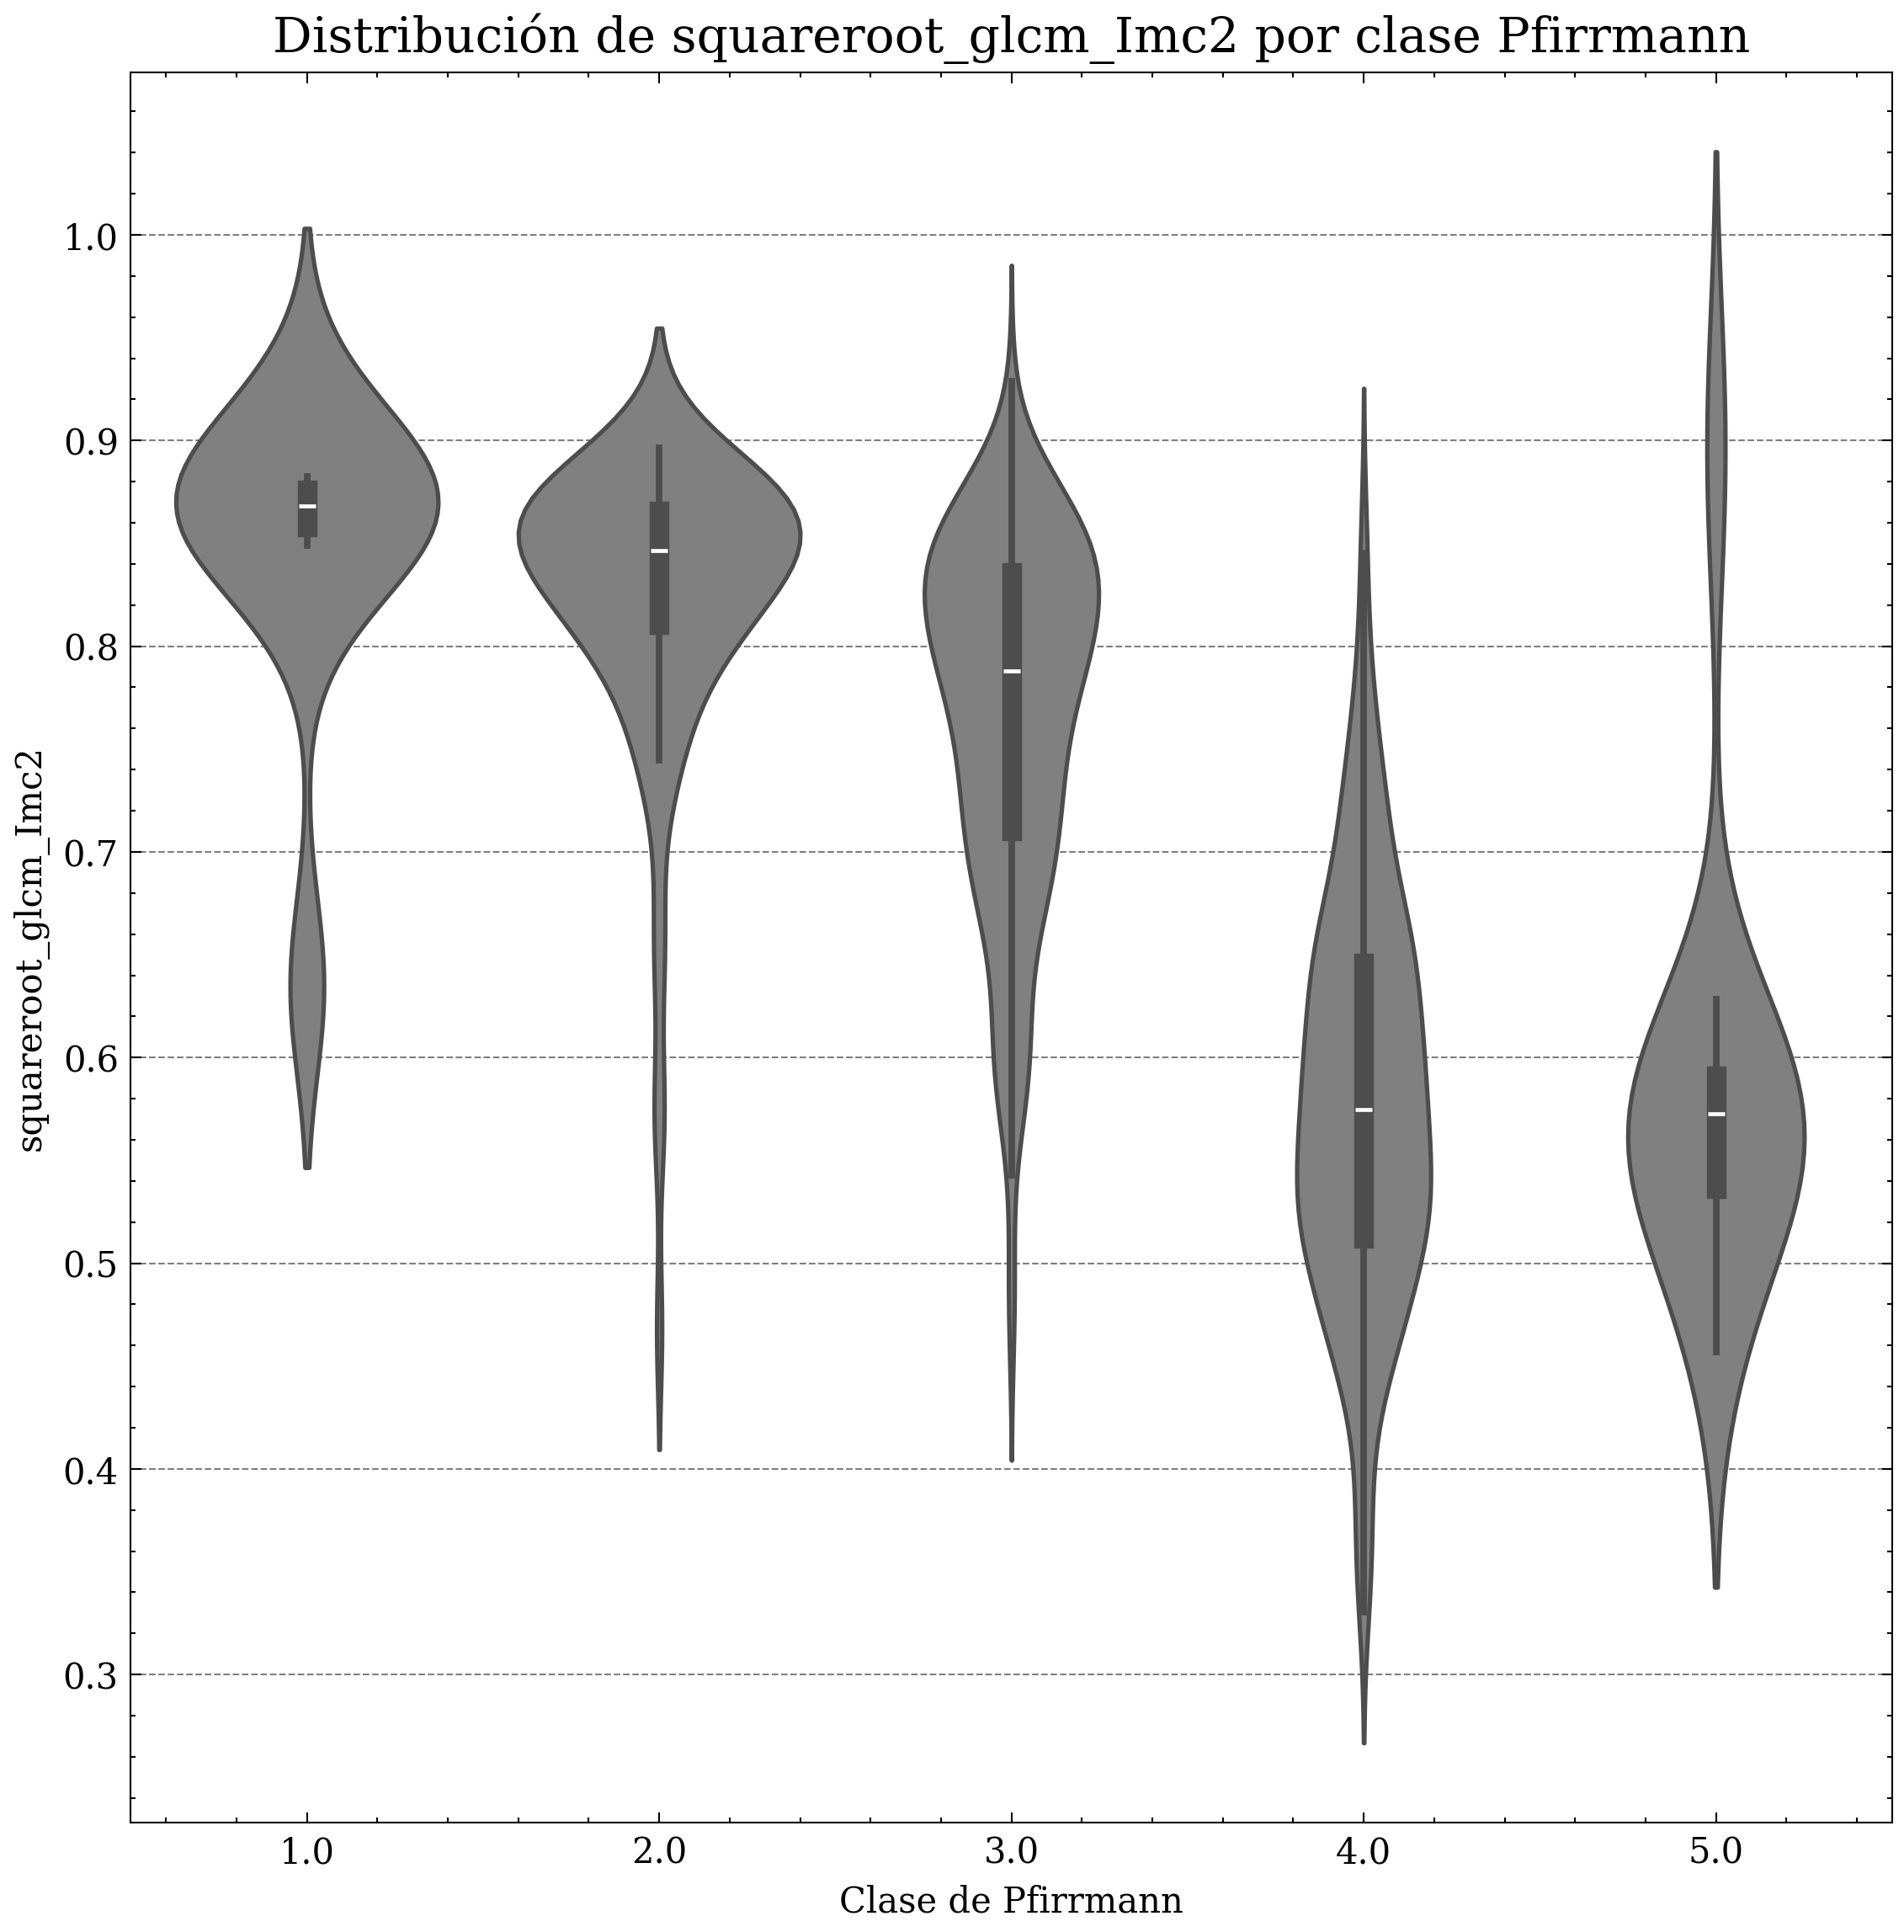 Distribución de squareroot_glcm_Imc2 por clase Pfirrmann
squareroot_glcm_Imc2
1.0
0.9
0.8
0.7
0.6
0.5
0.4
0.3
1.0 2.0 3.0 4.0 5.0
Clase de Pfirrmann